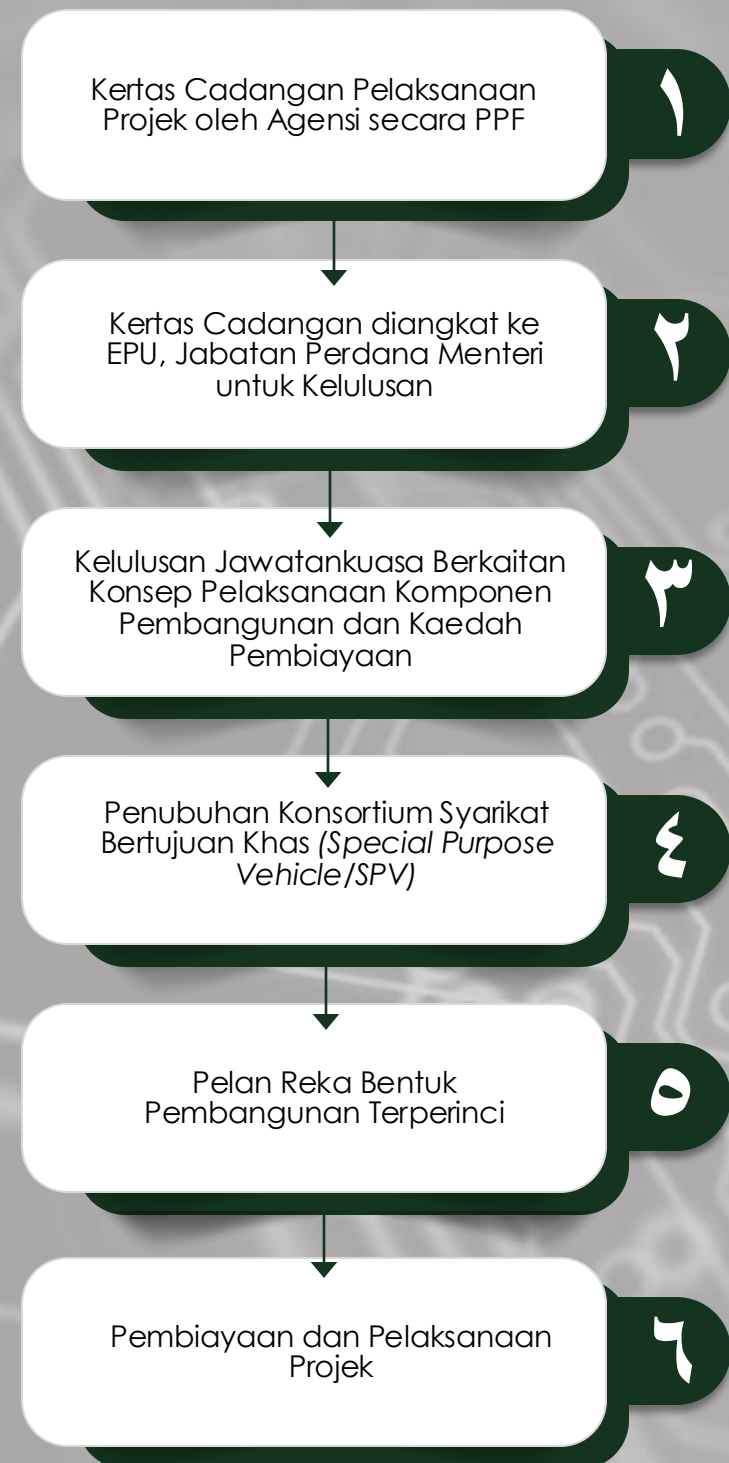 Kertas Cadangan Pelaksanaan
Projek oleh Agensi secara PPF
١
Kertas Cadangan diangkat ke
EPU, Jabatan Perdana Menteri
untuk Kelulusan
٢
Kelulusan Jawatankuasa Berkaitan
Konsep Pelaksanaan Komponen
Pembangunan dan Kaedah
Pembiayaan
٣
Penubuhan Konsortium Syarikat
Bertujuan Khas (Special Purpose
Vehicle/SPV)
٤
Pelan Reka Bentuk
Pembangunan Terperinci
٥
Pembiayaan dan Pelaksanaan
Projek
٦